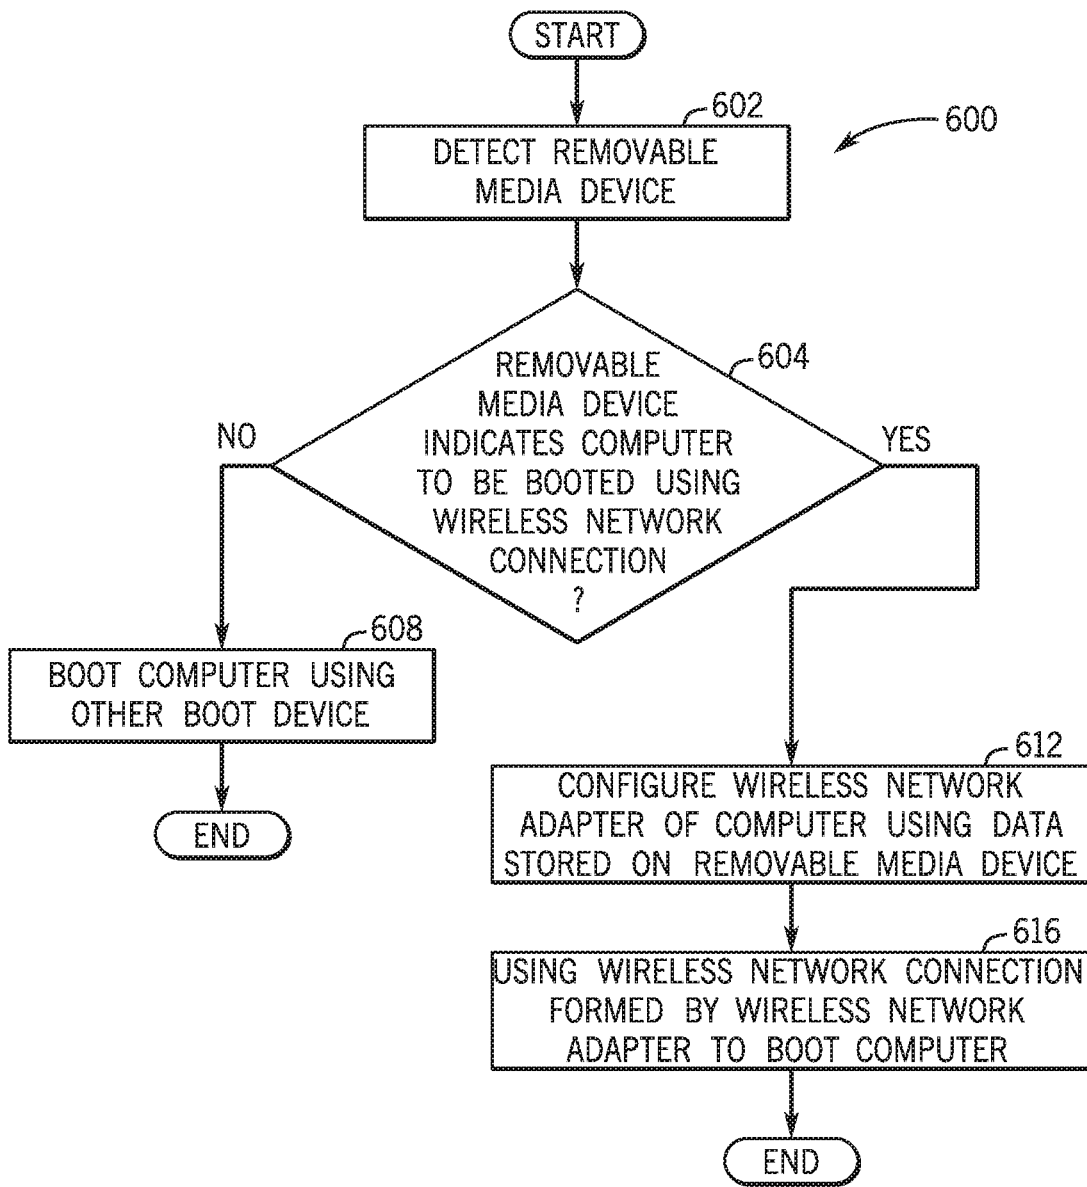 START
602
600
DETECT REMOVABLE
MEDIA DEVICE
604
REMOVABLE
MEDIA DEVICE
INDICATES COMPUTER
TO BE BOOTED USING
WIRELESS NETWORK
CONNECTION
?
NO
YES
608
BOOT COMPUTER USING
OTHER BOOT DEVICE
END
612
CONFIGURE WIRELESS NETWORK
ADAPTER OF COMPUTER USING DATA
STORED ON REMOVABLE MEDIA DEVICE
616
USING WIRELESS NETWORK CONNECTION
FORMED BY WIRELESS NETWORK
ADAPTER TO BOOT COMPUTER
END